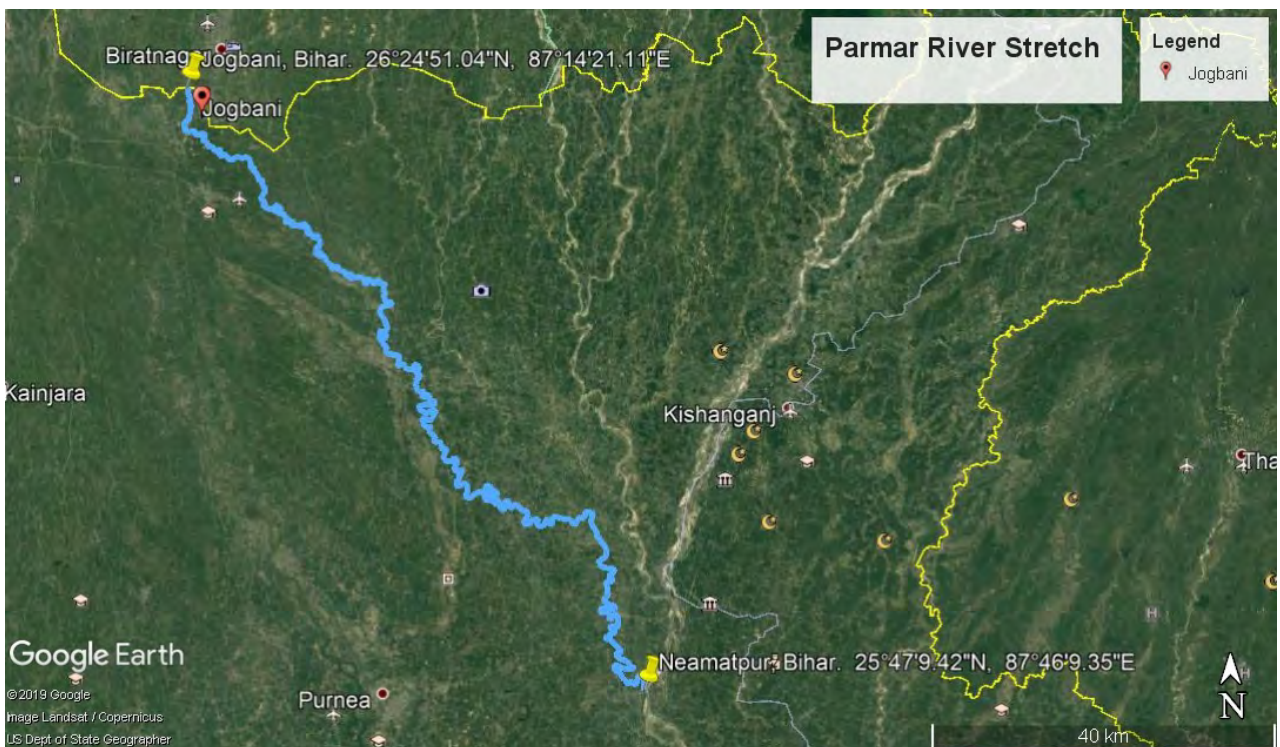 Parmar River Stretch
Legend
Jogbani
Jogbani, Bihar. 26°24'51.04"N, 87°14'21.11"E
Jogbani
Kainjara
Kishanganj
Neamatpur, Bihar. 25°47'9.42"N, 87°46'9.35"E
Purnea
Google Earth
©2019 Google
Image Landsat / Copernicus
US Dept of State Geographer
N
40 km